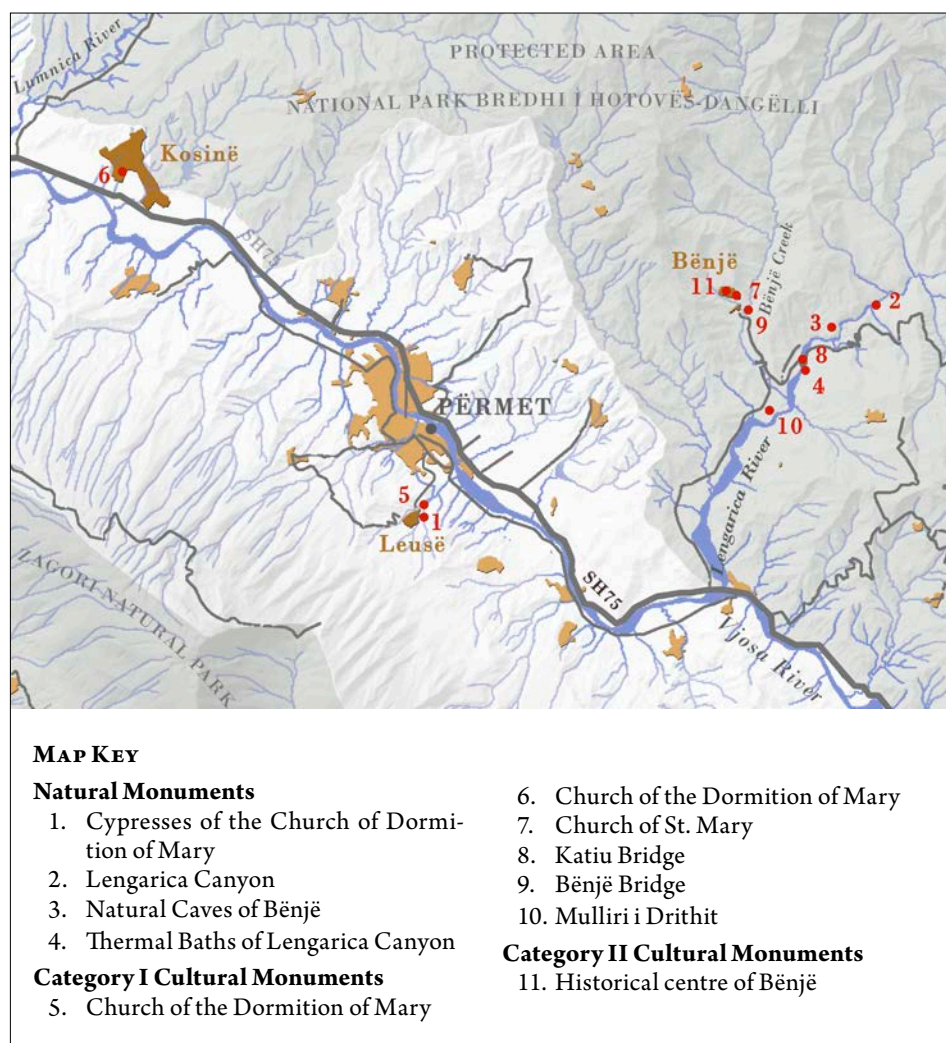 Lumnica River
PROTECTED AREA
NATIONAL PARK BREDHI I HOTOVËS-DANGËLLI
Kosinë
6
SH75
Bënjë
Bënjë Creek
11
7
9
2
3
8
4
10
PËRMET
Lengarica River
5
1
Leusë
ZAGORI NATURAL PARK
SH75
Vjosa River
MAP KEY
Natural Monuments
1. Cypresses of the Church of Dormi-
tion of Mary
2. Lengarica Canyon
3. Natural Caves of Bënjë
4. Thermal Baths of Lengarica Canyon
Category I Cultural Monuments
5. Church of the Dormition of Mary
6. Church of the Dormition of Mary
7. Church of St. Mary
8. Katiu Bridge
9. Bënjë Bridge
10. Mulliri i Drithit
Category II Cultural Monuments
11. Historical centre of Bënjë